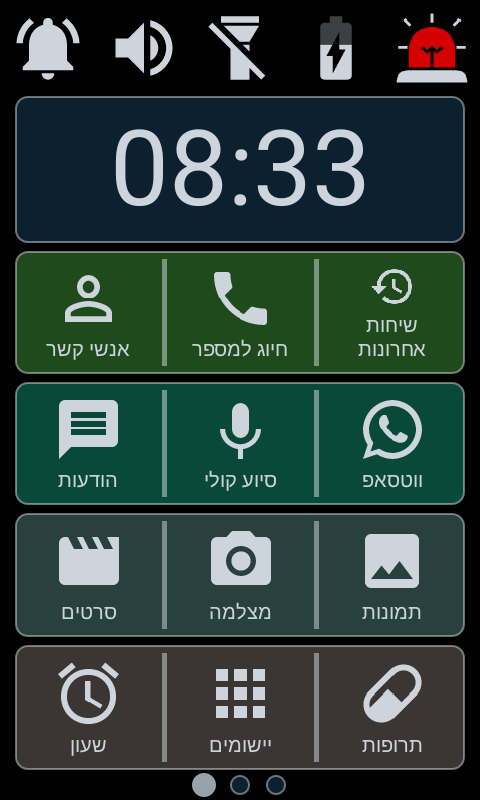 08:33
שיחות
אחרונות
חיוג למספר
אנשי קשר
ווטסאפ
סיוע קולי
הודעות
תמונות
מצלמה
סרטים
תרופות
יישומים
שעון